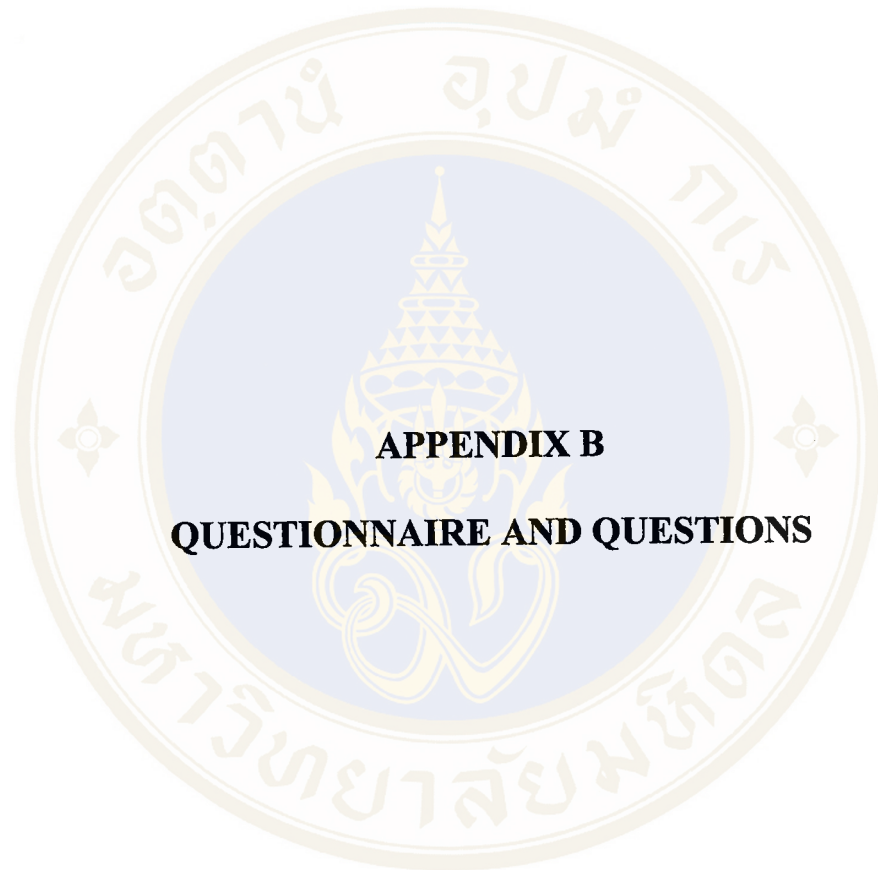 อตฺตานํ อุปมํ กเร
APPENDIX B
QUESTIONNAIRE AND QUESTIONS
มหาวิทยาลัยมหิดล